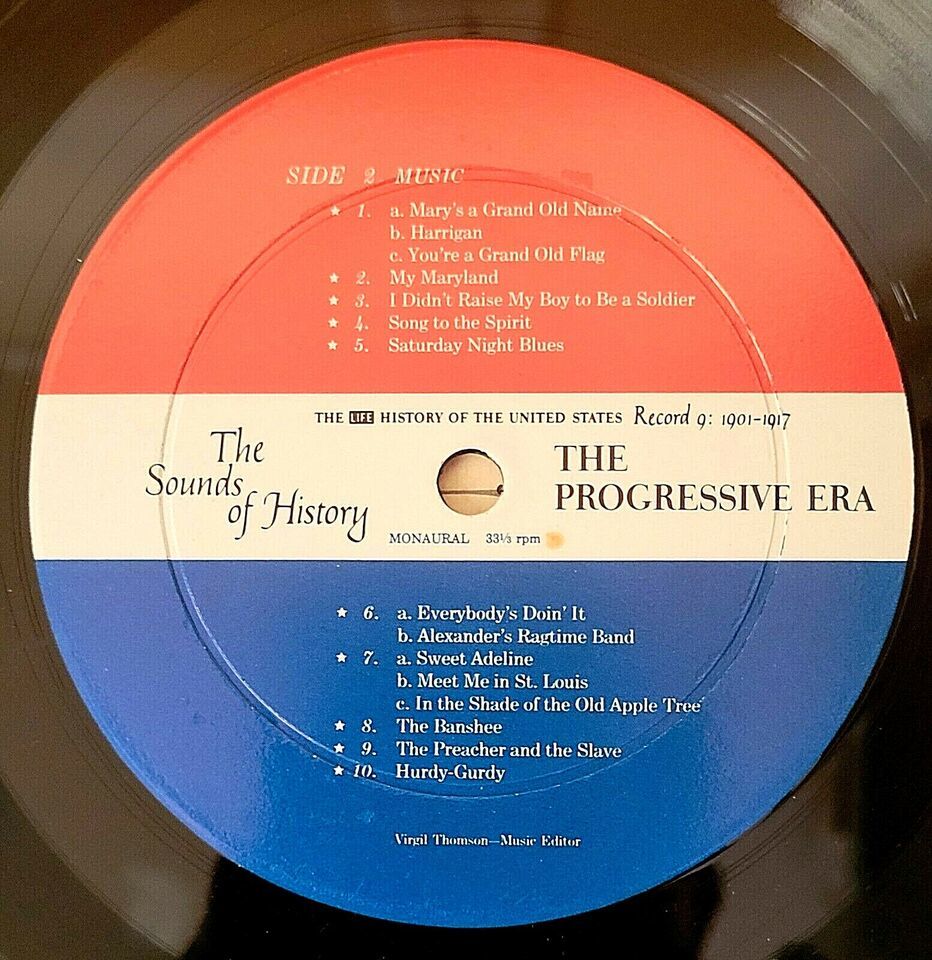 SIDE 2 MUSIC
★ 1. a. Mary's a Grand Old Name
b. Harrigan
c. You're a Grand Old Flag
★ 2. My Maryland
★ 3. I Didn't Raise My Boy to Be a Soldier
★ 4. Song to the Spirit
★ 5. Saturday Night Blues
THE LIFE HISTORY OF THE UNITED STATES Record 9: 1901-1917
The
Sounds
of History
THE
PROGRESSIVE ERA
MONAURAL 33⅓ rpm
★ 6. a. Everybody's Doin' It
b. Alexander's Ragtime Band
★ 7. a. Sweet Adeline
b. Meet Me in St. Louis
c. In the Shade of the Old Apple Tree
★ 8. The Banshee
★ 9. The Preacher and the Slave
★ 10. Hurdy-Gurdy
Virgil Thomson—Music Editor